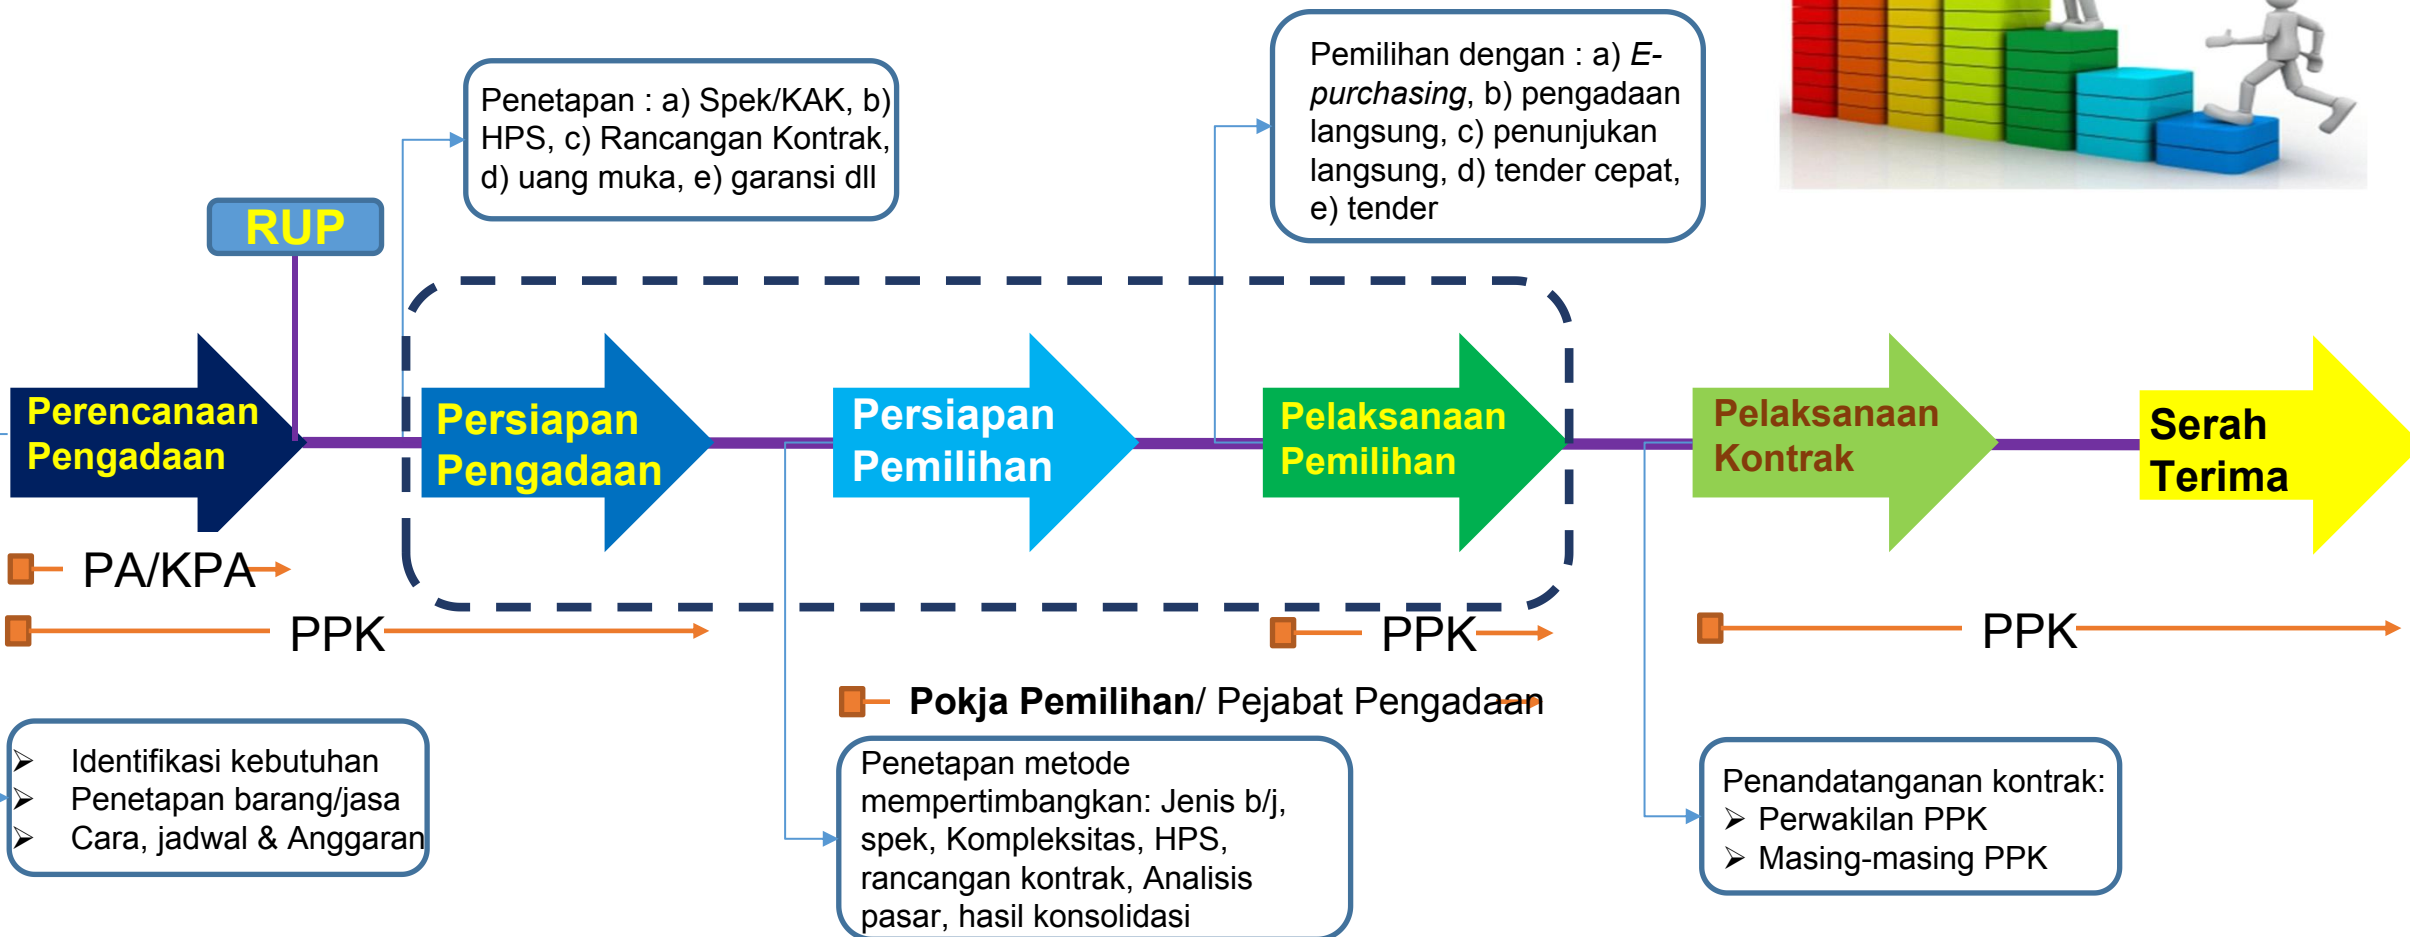 Penetapan : a) Spek/KAK, b)
HPS, c) Rancangan Kontrak,
d) uang muka, e) garansi dll
Pemilihan dengan : a) E-
purchasing, b) pengadaan
langsung, c) penunjukan
langsung, d) tender cepat,
e) tender
RUP
Perencanaan
Pengadaan
Persiapan
Pengadaan
Persiapan
Pemilihan
Pelaksanaan
Pemilihan
Pelaksanaan
Kontrak
Serah
Terima
PA/KPA
PPK
PPK
PPK
Pokja Pemilihan/ Pejabat Pengadaan
➢ Identifikasi kebutuhan
➢ Penetapan barang/jasa
➢ Cara, jadwal & Anggaran
Penetapan metode
mempertimbangkan: Jenis b/j,
spek, Kompleksitas, HPS,
rancangan kontrak, Analisis
pasar, hasil konsolidasi
Penandatanganan kontrak:
➢ Perwakilan PPK
➢ Masing-masing PPK